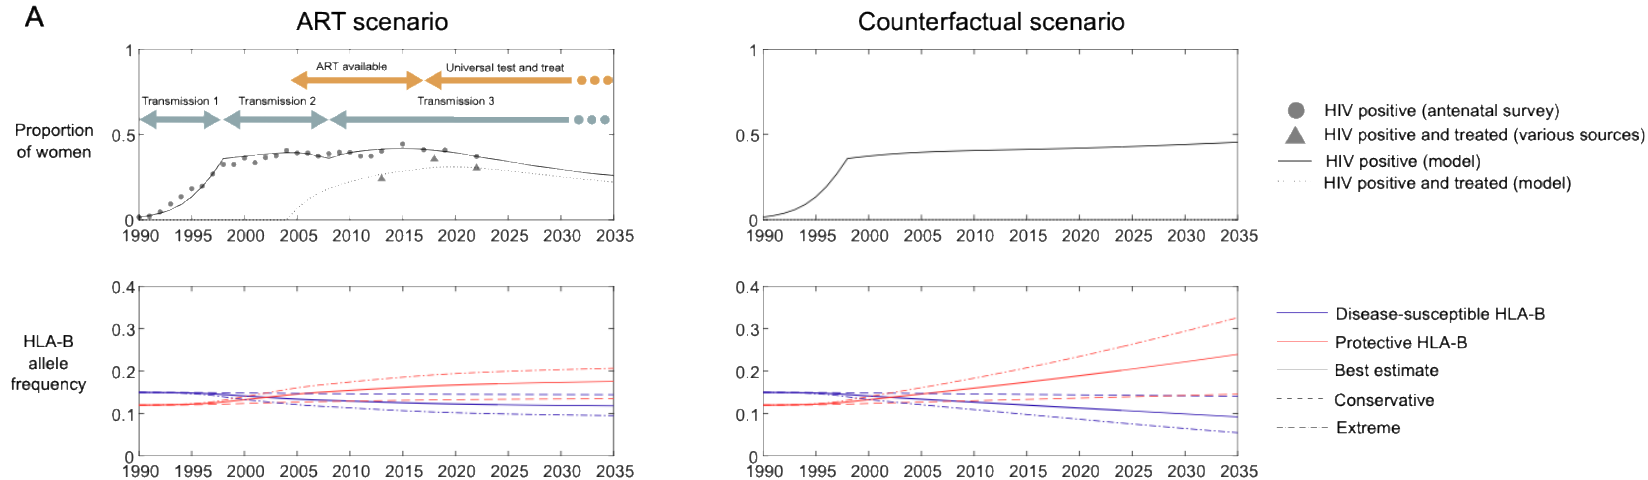 A
ART scenario
Counterfactual scenario
Proportion
of women
1
0.5
0
ART available
Universal test and treat
Transmission 1
Transmission 2
Transmission 3
1990 1995 2000 2005 2010 2015 2020 2025 2030 2035
1
0.5
0
1990 1995 2000 2005 2010 2015 2020 2025 2030 2035
HIV positive (antenatal survey)
HIV positive and treated (various sources)
HIV positive (model)
HIV positive and treated (model)
HLA-B
allele
frequency
0.4
0.3
0.2
0.1
0
1990 1995 2000 2005 2010 2015 2020 2025 2030 2035
0.4
0.3
0.2
0.1
0
1990 1995 2000 2005 2010 2015 2020 2025 2030 2035
Disease-susceptible HLA-B
Protective HLA-B
Best estimate
Conservative
Extreme